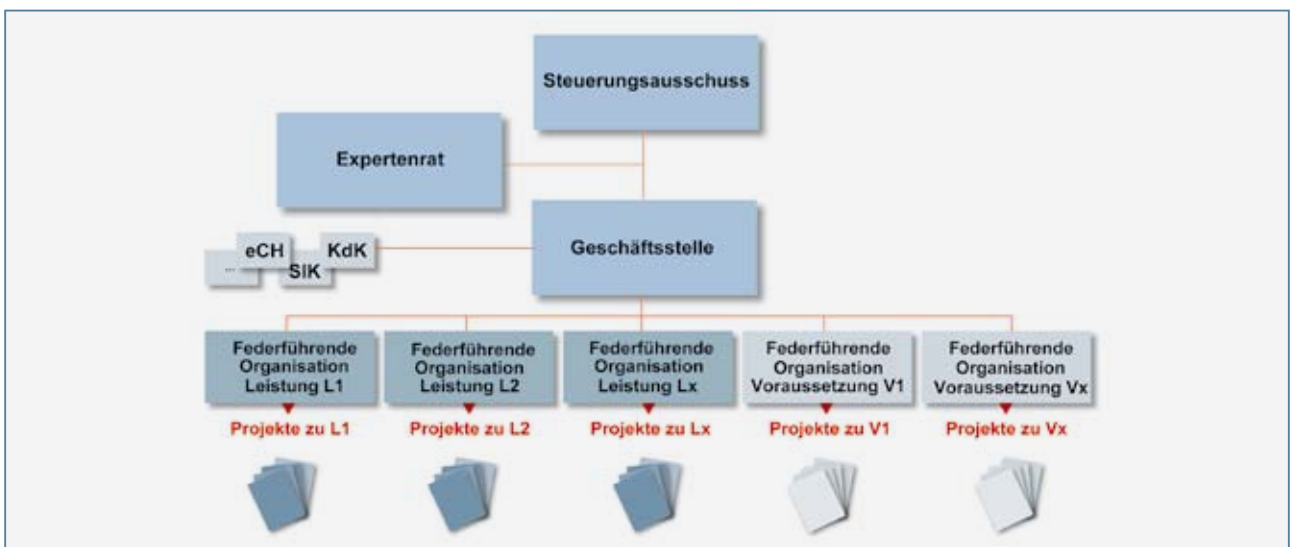 Steuerungsausschuss
Expertenrat
Geschäftsstelle
eCH
KdK
...
SIK
Federführende
Organisation
Leistung L1
Federführende
Organisation
Leistung L2
Federführende
Organisation
Leistung Lx
Federführende
Organisation
Voraussetzung V1
Federführende
Organisation
Voraussetzung Vx
Projekte zu L1
Projekte zu L2
Projekte zu Lx
Projekte zu V1
Projekte zu Vx